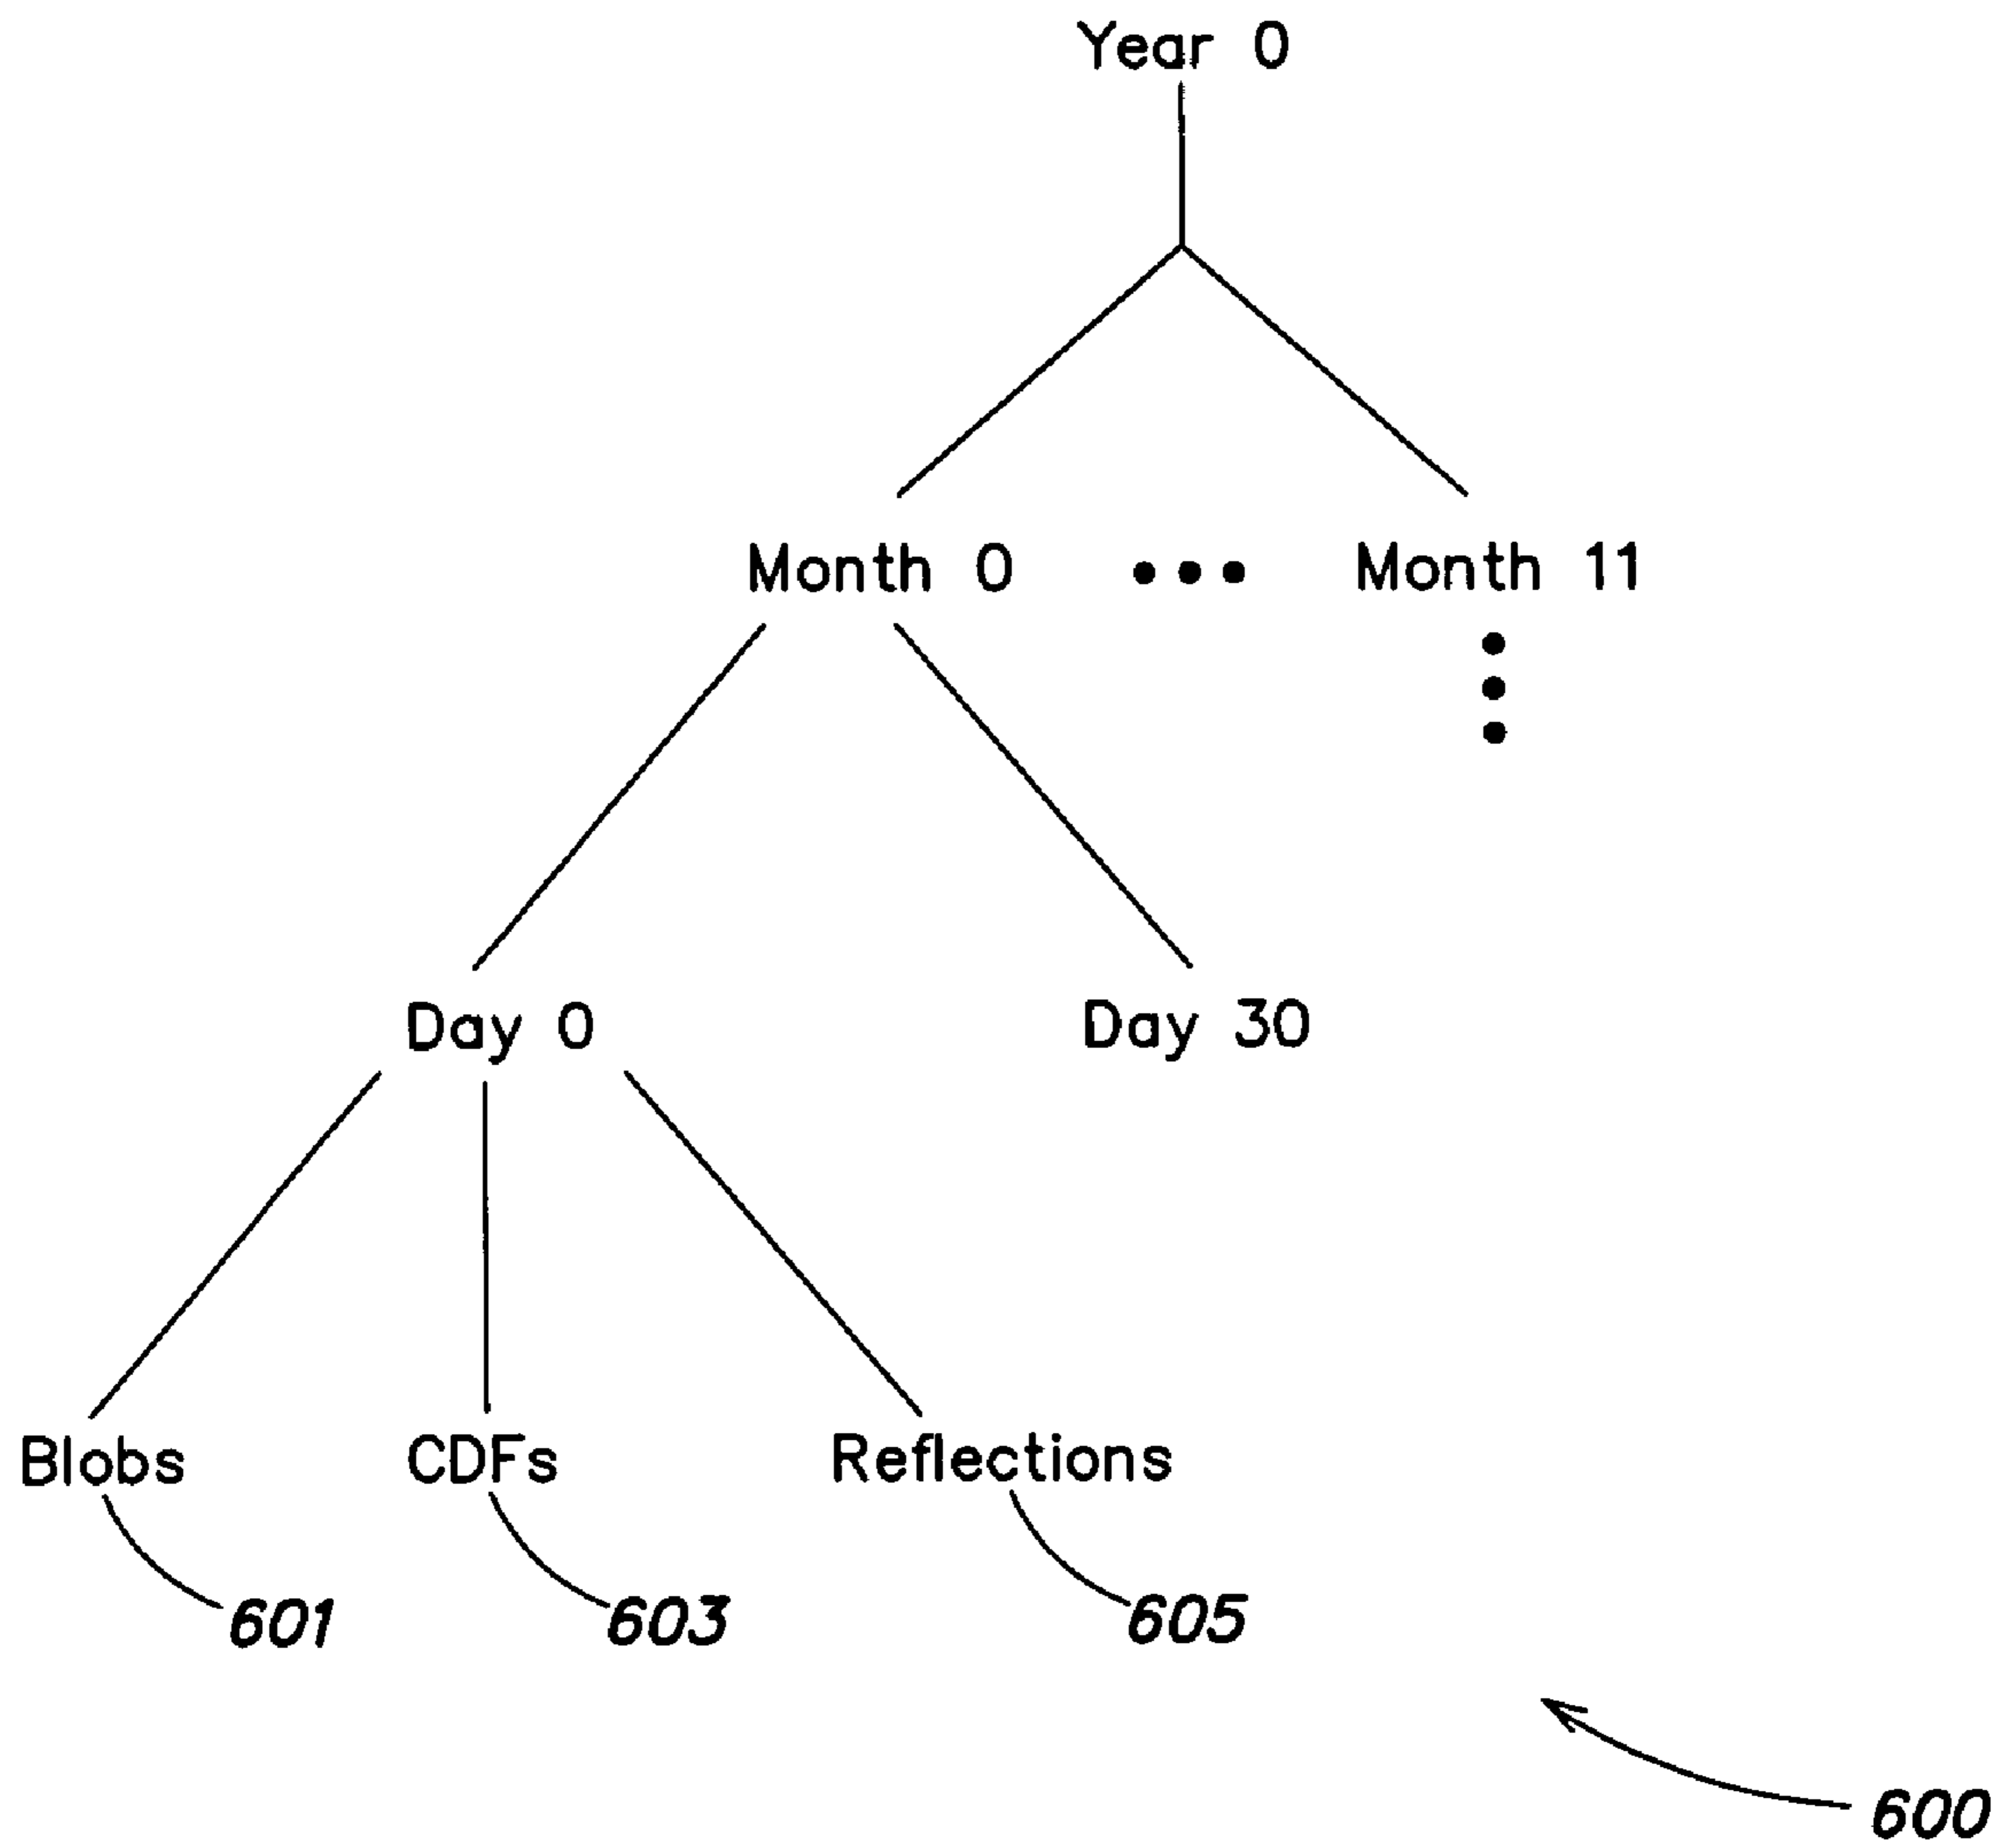 Year 0
Month 0 ••• Month 11
Day 0 Day 30
Blobs CDFs Reflections
601 603 605
600